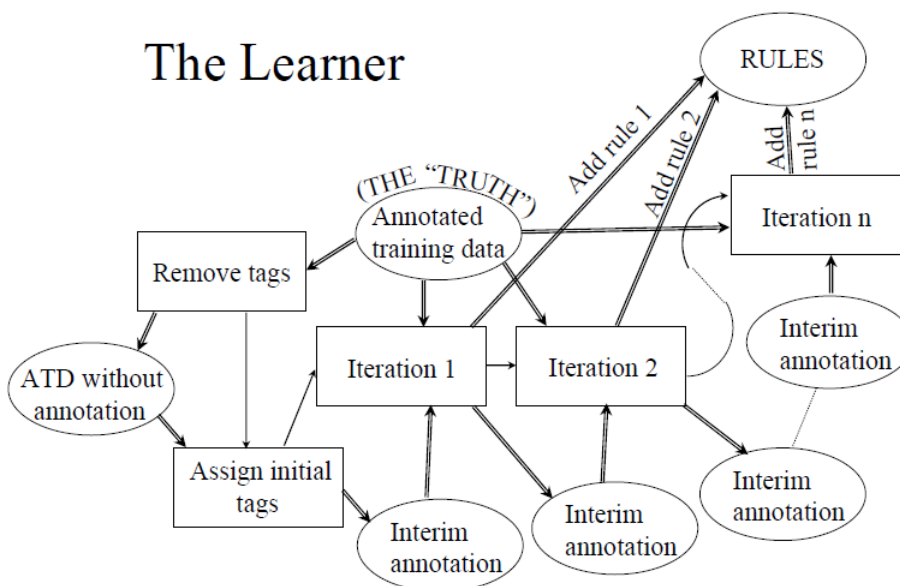 The Learner
RULES
Add rule 1
Add rule 2
Add
rule n
(THE "TRUTH")
Annotated
training data
Iteration n
Remove tags
Interim
annotation
Iteration 1
Iteration 2
ATD without
annotation
Assign initial
tags
Interim
annotation
Interim
annotation
Interim
annotation